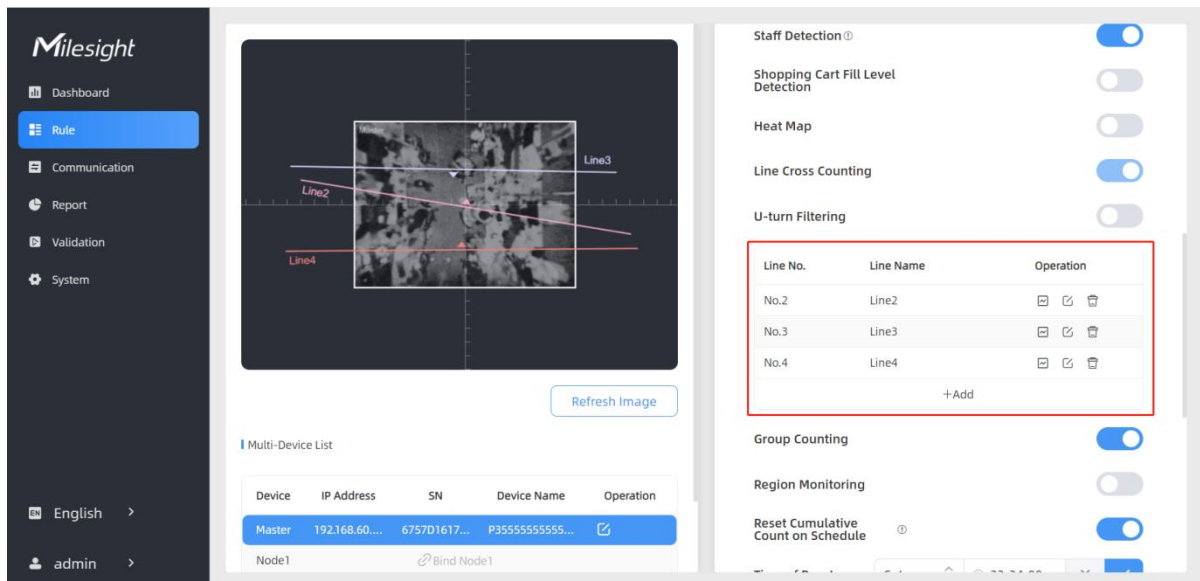 Milesight
Dashboard
Rule
Communication
Report
Validation
System
English
admin
Master
Line3
Line2
Line4
Refresh Image
Multi-Device List
Device IP Address SN Device Name Operation
Master 192.168.60.... 6757D1617... P35555555555...
Node1 Bind Node1
Staff Detection
Shopping Cart Fill Level
Detection
Heat Map
Line Cross Counting
U-turn Filtering
Line No. Line Name Operation
No.2 Line2
No.3 Line3
No.4 Line4
+Add
Group Counting
Region Monitoring
Reset Cumulative
Count on Schedule